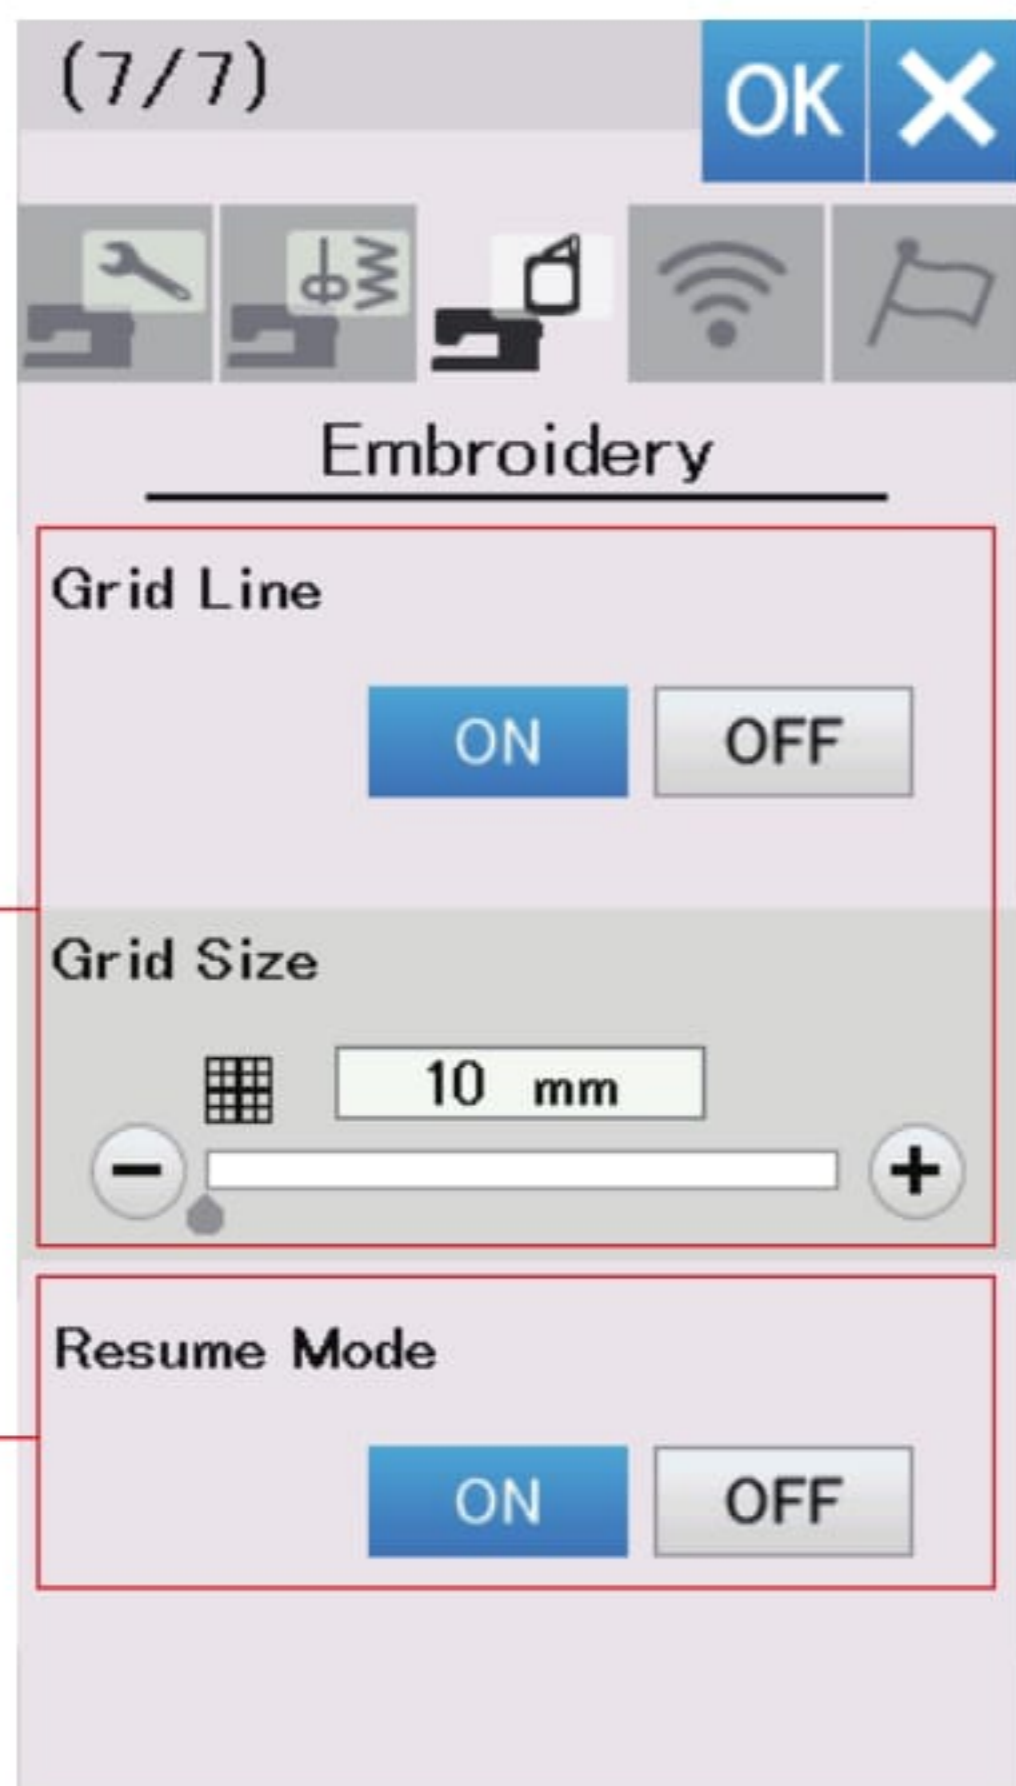 (7/7)
OK
Embroidery
Grid Line
ON OFF
Grid Size
10 mm
Resume Mode
ON OFF